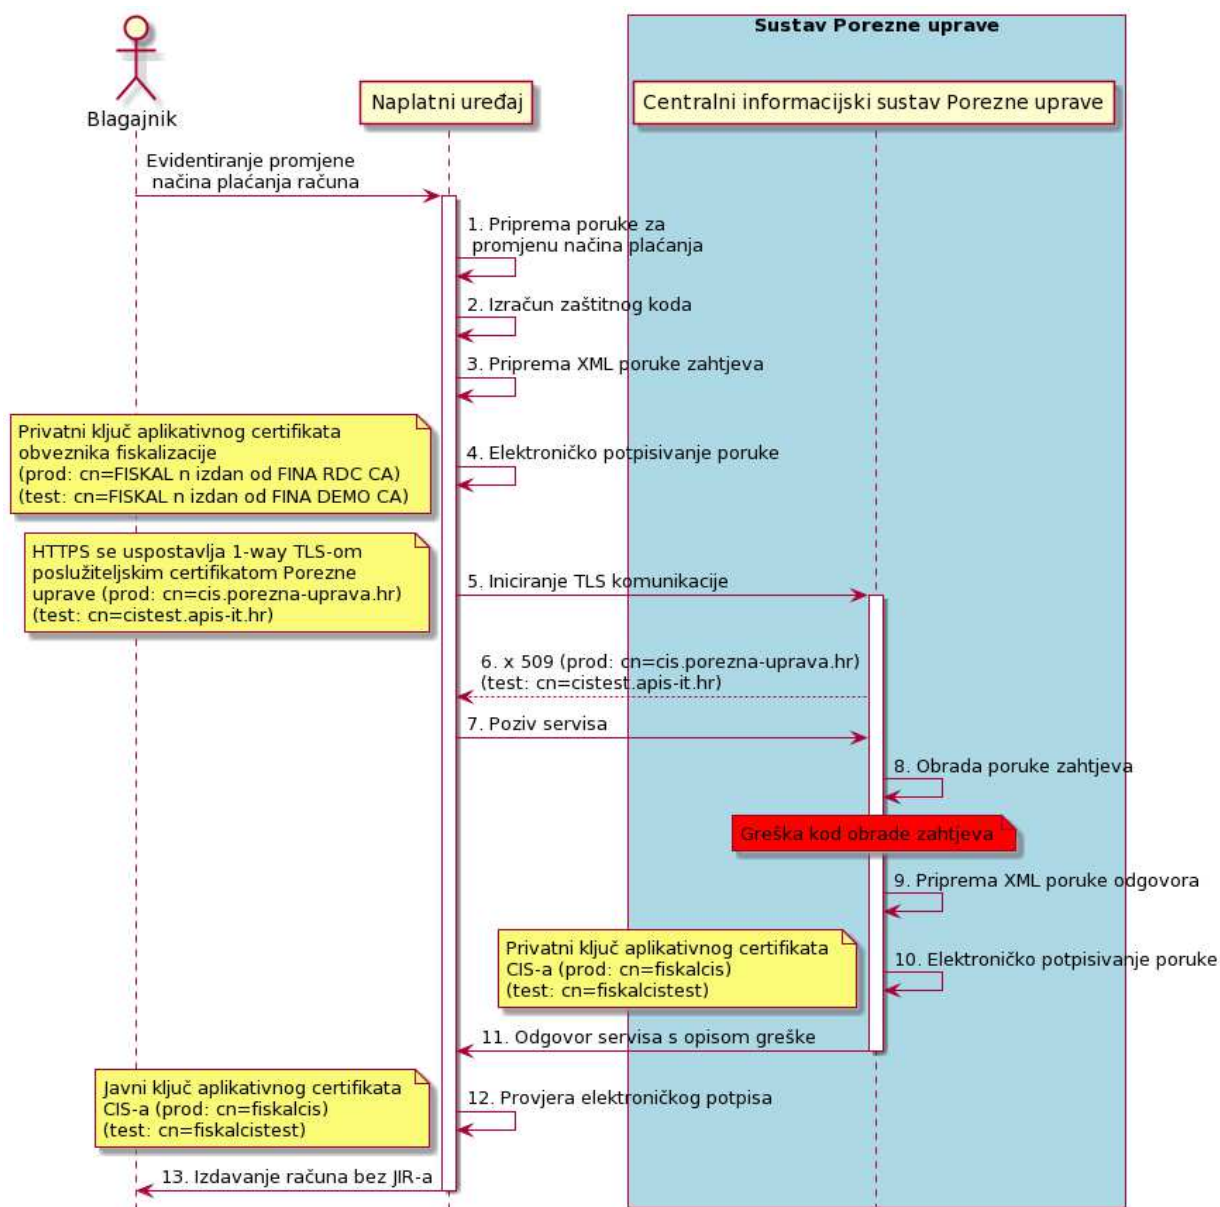 Sustav Porezne uprave
Blagajnik
Naplatni uređaj
Centralni informacijski sustav Porezne uprave
Evidentiranje promjene
načina plaćanja računa
1. Priprema poruke za
promjenu načina plaćanja
2. Izračun zaštitnog koda
3. Priprema XML poruke zahtjeva
Privatni ključ aplikativnog certifikata
obveznika fiskalizacije
(prod: cn=FISKAL n izdan od FINA RDC CA)
(test: cn=FISKAL n izdan od FINA DEMO CA)
4. Elektroničko potpisivanje poruke
HTTPS se uspostavlja 1-way TLS-om
poslužiteljskim certifikatom Porezne
uprave (prod: cn=cis.porezna-uprava.hr)
(test: cn=cistest.apis-it.hr)
5. Iniciranje TLS komunikacije
6. x 509 (prod: cn=cis.porezna-uprava.hr)
(test: cn=cistest.apis-it.hr)
7. Poziv servisa
8. Obrada poruke zahtjeva
Greška kod obrade zahtjeva
9. Priprema XML poruke odgovora
Privatni ključ aplikativnog certifikata
CIS-a (prod: cn=fiskalcis)
(test: cn=fiskalcistest)
10. Elektroničko potpisivanje poruke
11. Odgovor servisa s opisom greške
Javni ključ aplikativnog certifikata
CIS-a (prod: cn=fiskalcis)
(test: cn=fiskalcistest)
12. Provjera elektroničkog potpisa
13. Izdavanje računa bez JIR-a